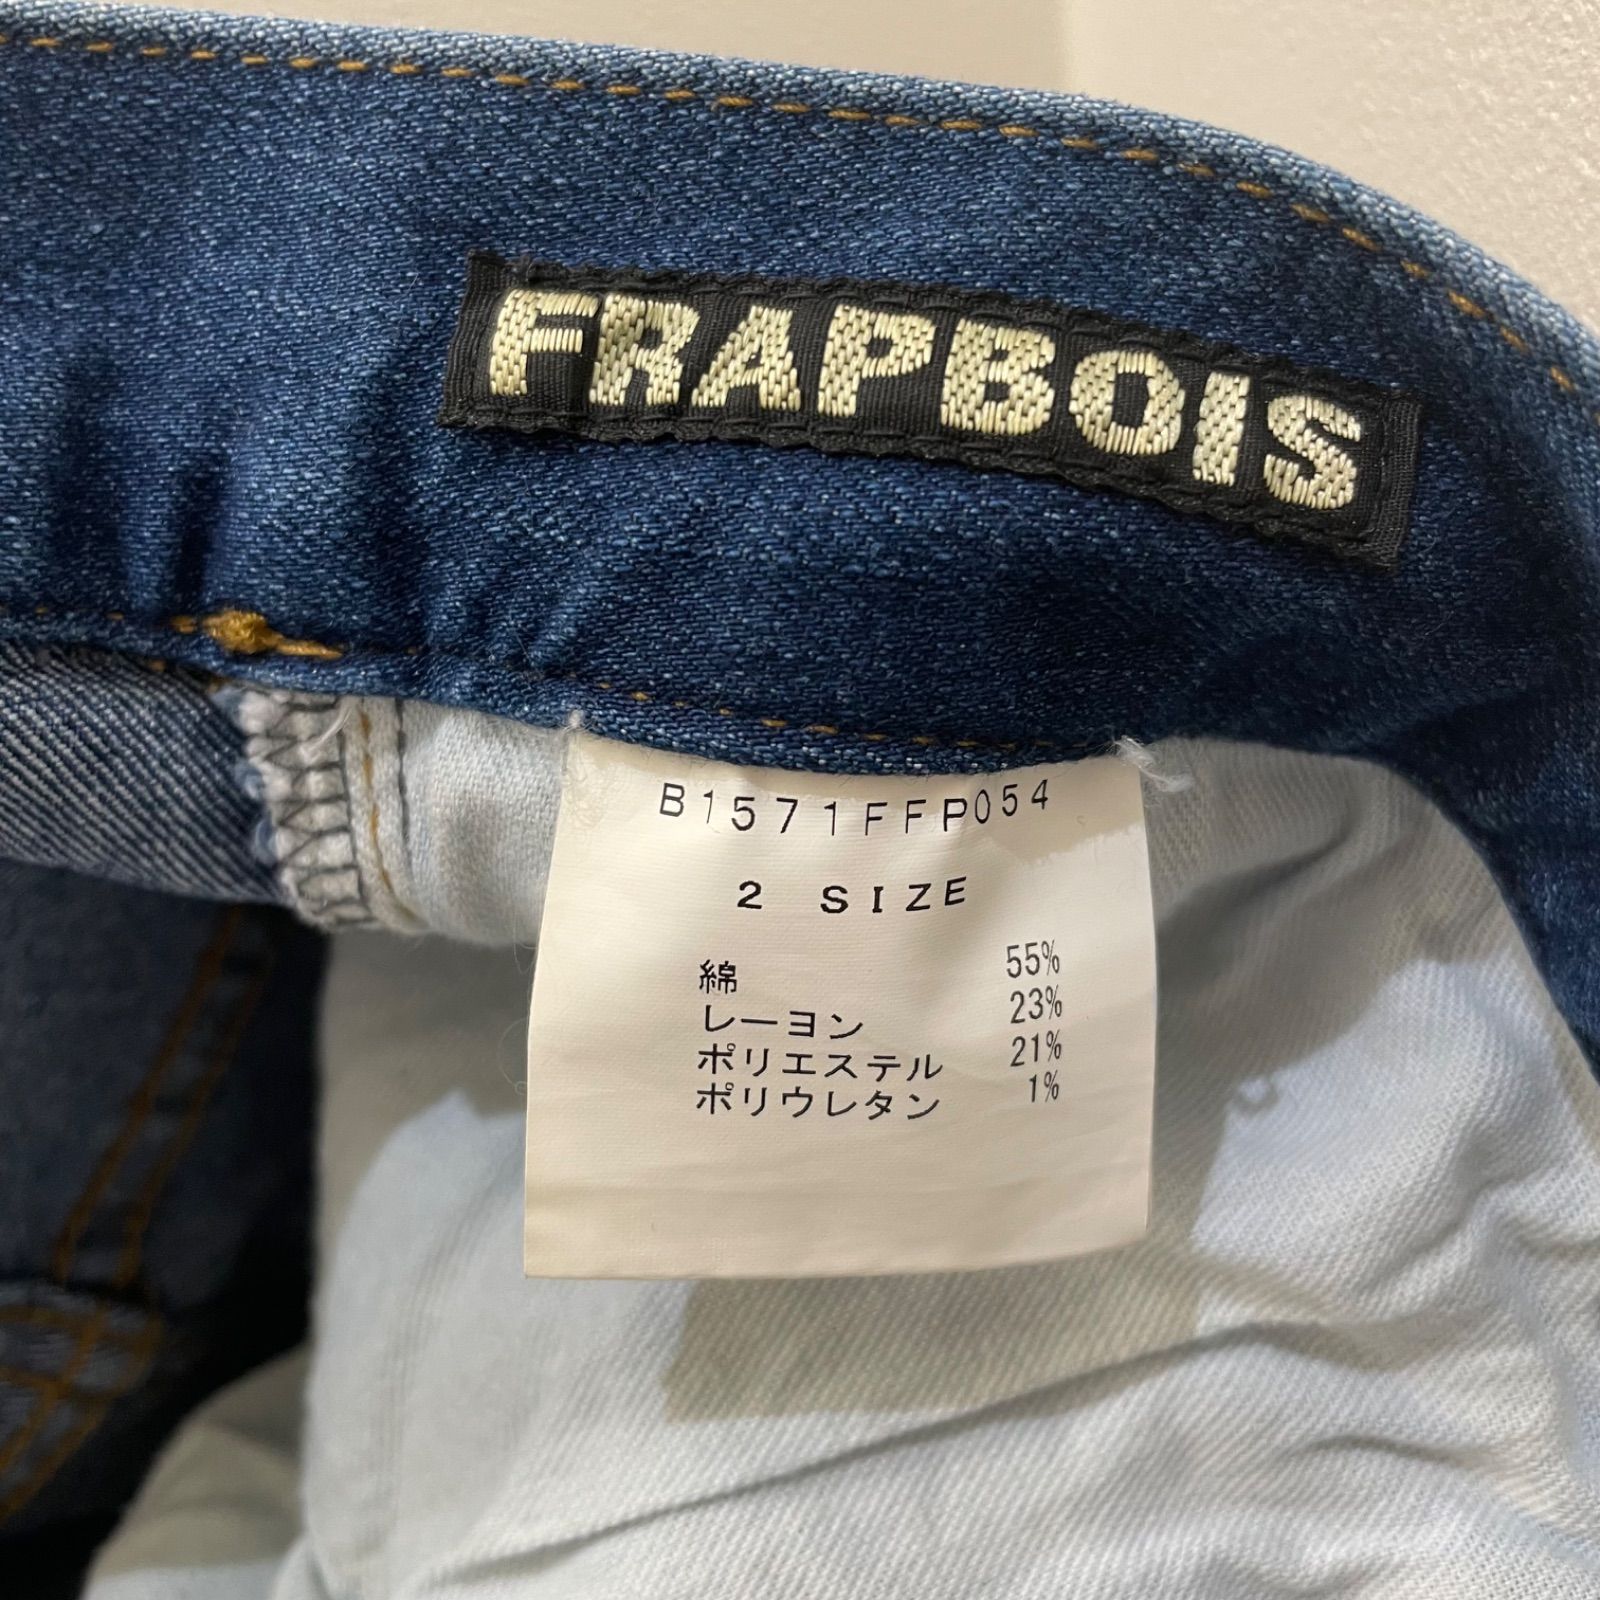 FRAPBOIS
B1571FFP054
2 SIZE
綿 55%
レーヨン 23%
ポリエステル 21%
ポリウレタン 1%